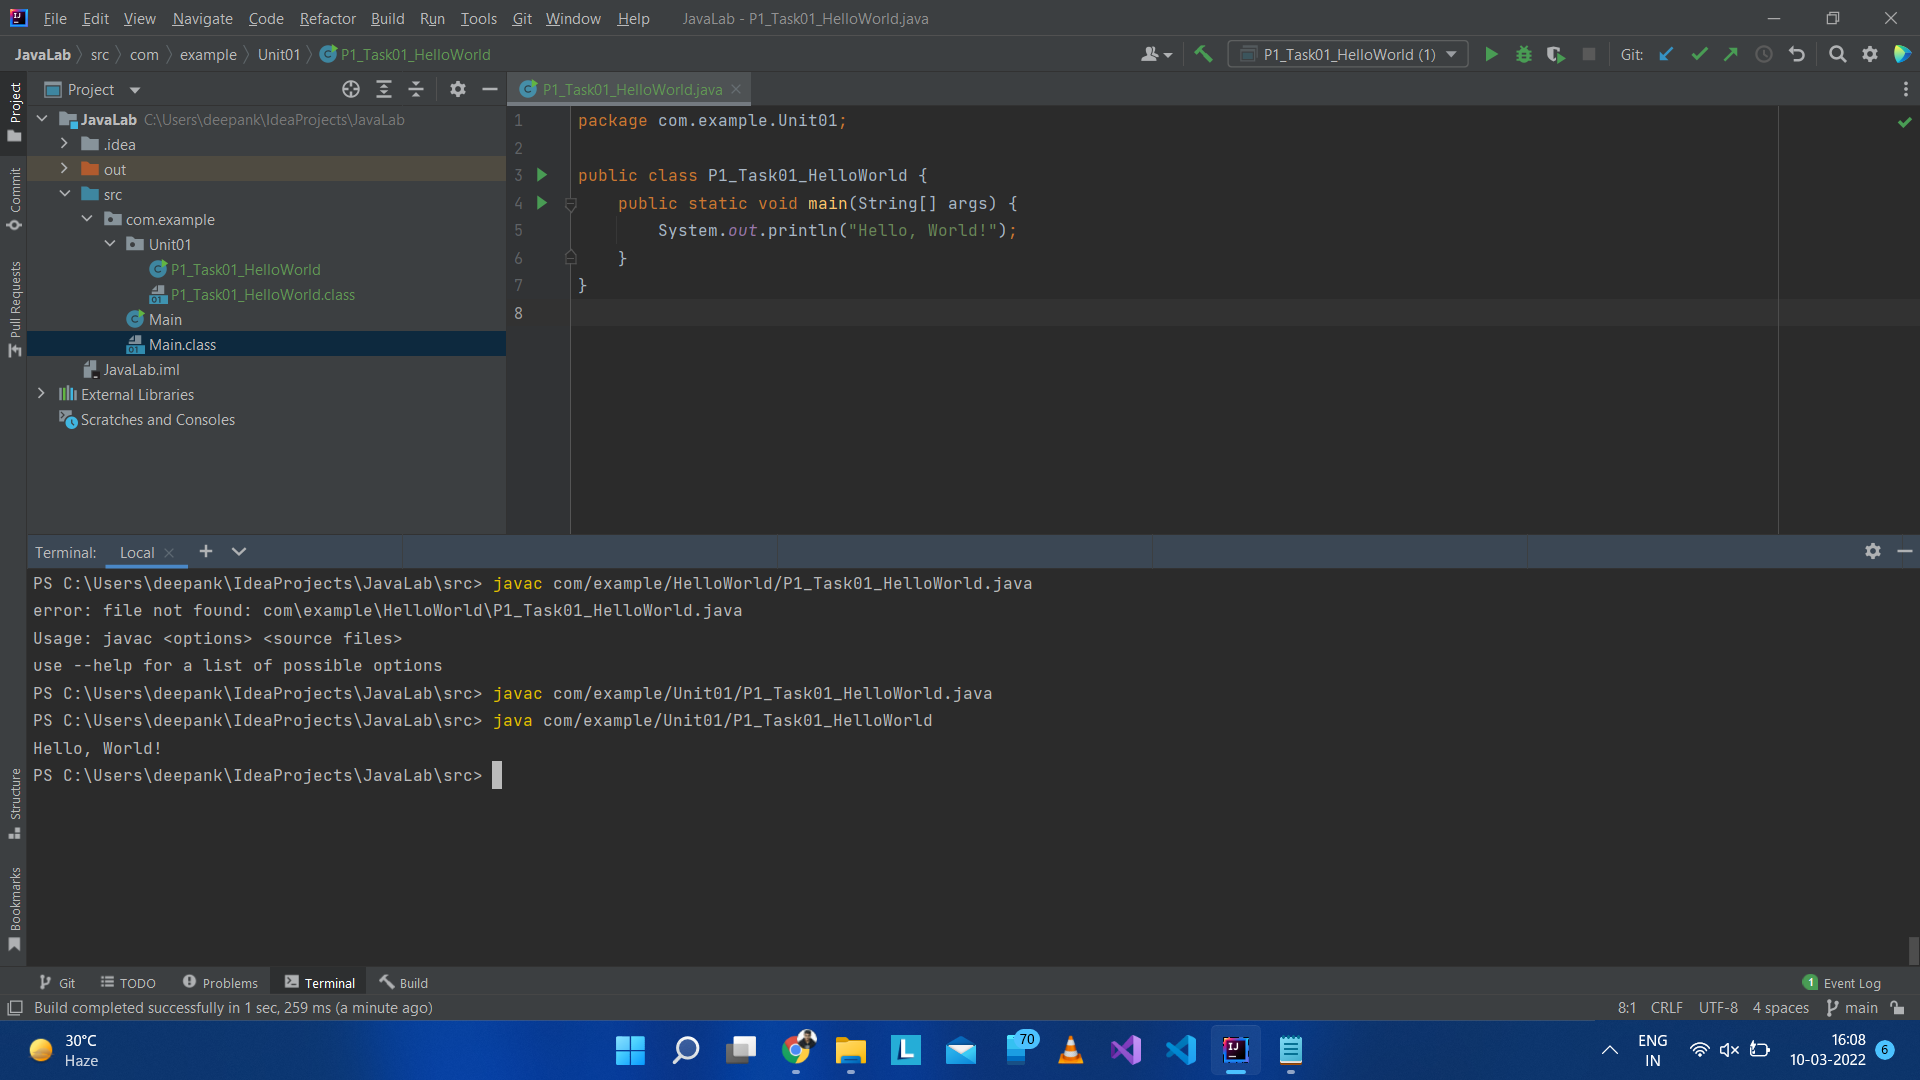 File Edit View Navigate Code Refactor Build Run Tools Git Window Help JavaLab - P1_Task01_HelloWorld.java
JavaLab src com example Unit01 P1_Task01_HelloWorld P1_Task01_HelloWorld (1) Git:
Project P1_Task01_HelloWorld.java
JavaLab C:\Users\deepank\IdeaProjects\JavaLab
.idea
out
src
com.example
Unit01
P1_Task01_HelloWorld
P1_Task01_HelloWorld.class
Main
Main.class
JavaLab.iml
External Libraries
Scratches and Consoles
Project
Commit
Pull Requests
Structure
Bookmarks
1 package com.example.Unit01;
2
3 public class P1_Task01_HelloWorld {
4 public static void main(String[] args) {
5 System.out.println("Hello, World!");
6 }
7 }
8
Terminal: Local
PS C:\Users\deepank\IdeaProjects\JavaLab\src> javac com/example/HelloWorld/P1_Task01_HelloWorld.java
error: file not found: com\example\HelloWorld\P1_Task01_HelloWorld.java
Usage: javac <options> <source files>
use --help for a list of possible options
PS C:\Users\deepank\IdeaProjects\JavaLab\src> javac com/example/Unit01/P1_Task01_HelloWorld.java
PS C:\Users\deepank\IdeaProjects\JavaLab\src> java com/example/Unit01/P1_Task01_HelloWorld
Hello, World!
PS C:\Users\deepank\IdeaProjects\JavaLab\src>
Git TODO Problems Terminal Build 1 Event Log
Build completed successfully in 1 sec, 259 ms (a minute ago) 8:1 CRLF UTF-8 4 spaces main
30°C
Haze
70
ENG
IN
16:08
10-03-2022
6